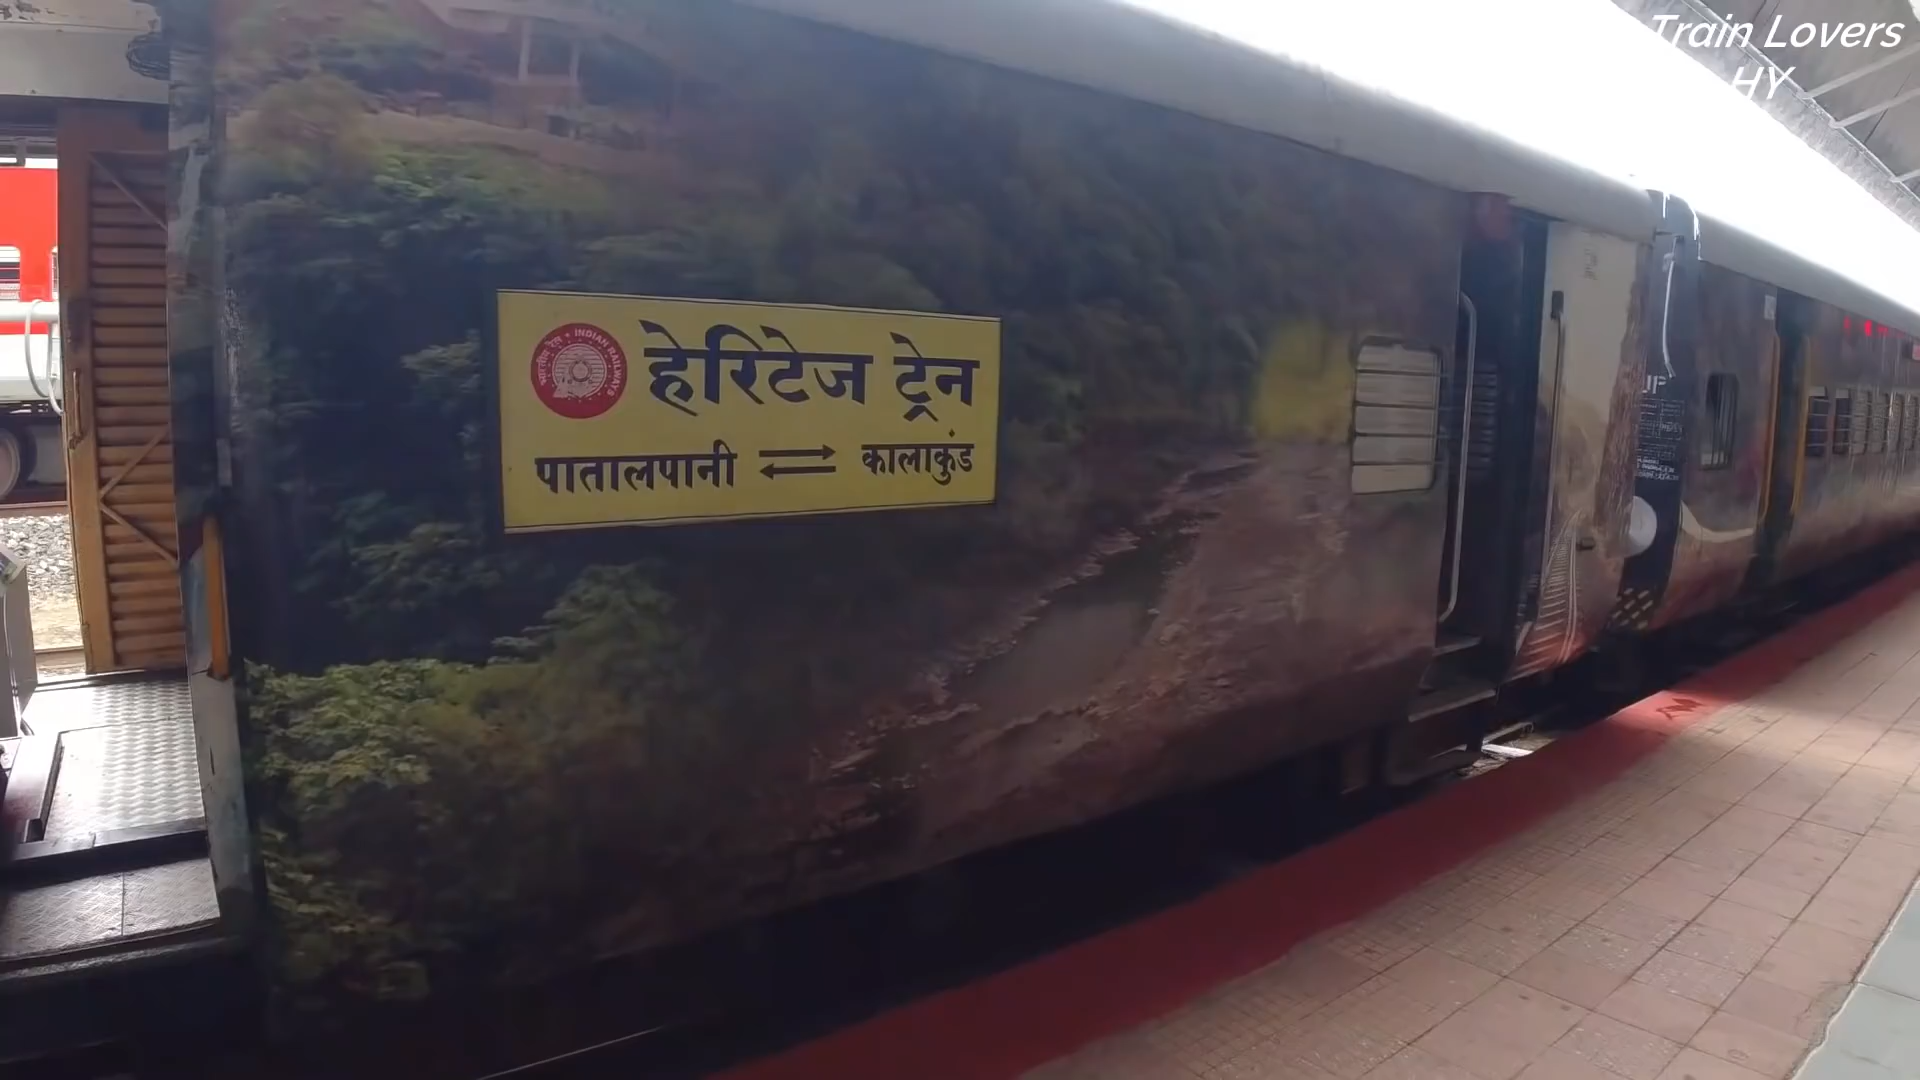 Train Lovers
HY
भारतीय रेल • INDIAN RAILWAYS
हेरिटेज ट्रेन
पातालपानी ⇄ कालाकुंड